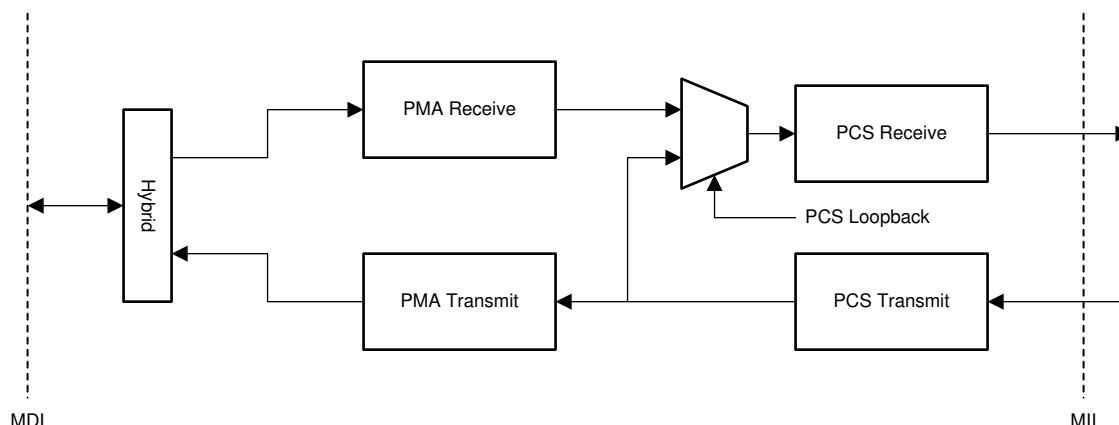 PMA Receive
PCS Receive
Hybrid
PCS Loopback
PMA Transmit
PCS Transmit
MDI
MII